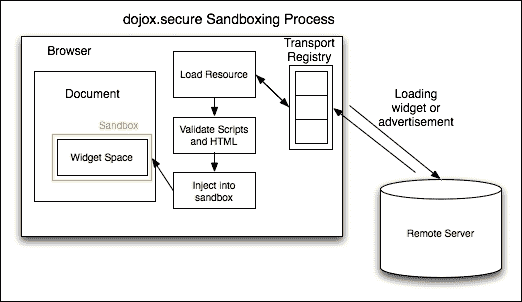 dojox.secure Sandboxing Process
Browser
Transport
Registry
Load Resource
Document
Loading
widget or
advertisement
Sandbox
Validate Scripts
and HTML
Widget Space
Inject into
sandbox
Remote Server